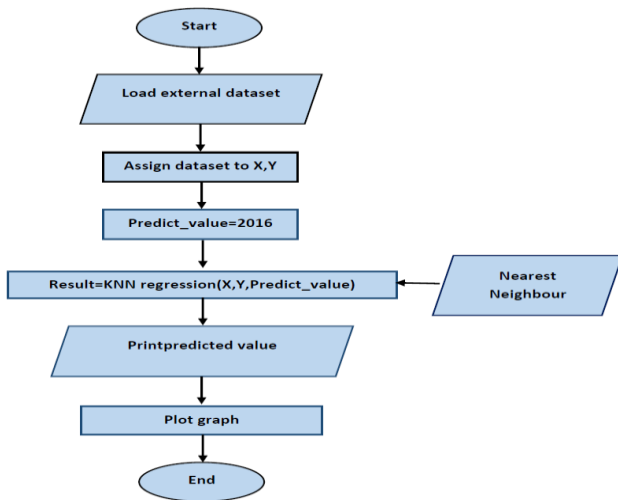 Start
Load external dataset
Assign dataset to X,Y
Predict_value=2016
Result=KNN regression(X,Y,Predict_value)
Nearest
Neighbour
Printpredicted value
Plot graph
End